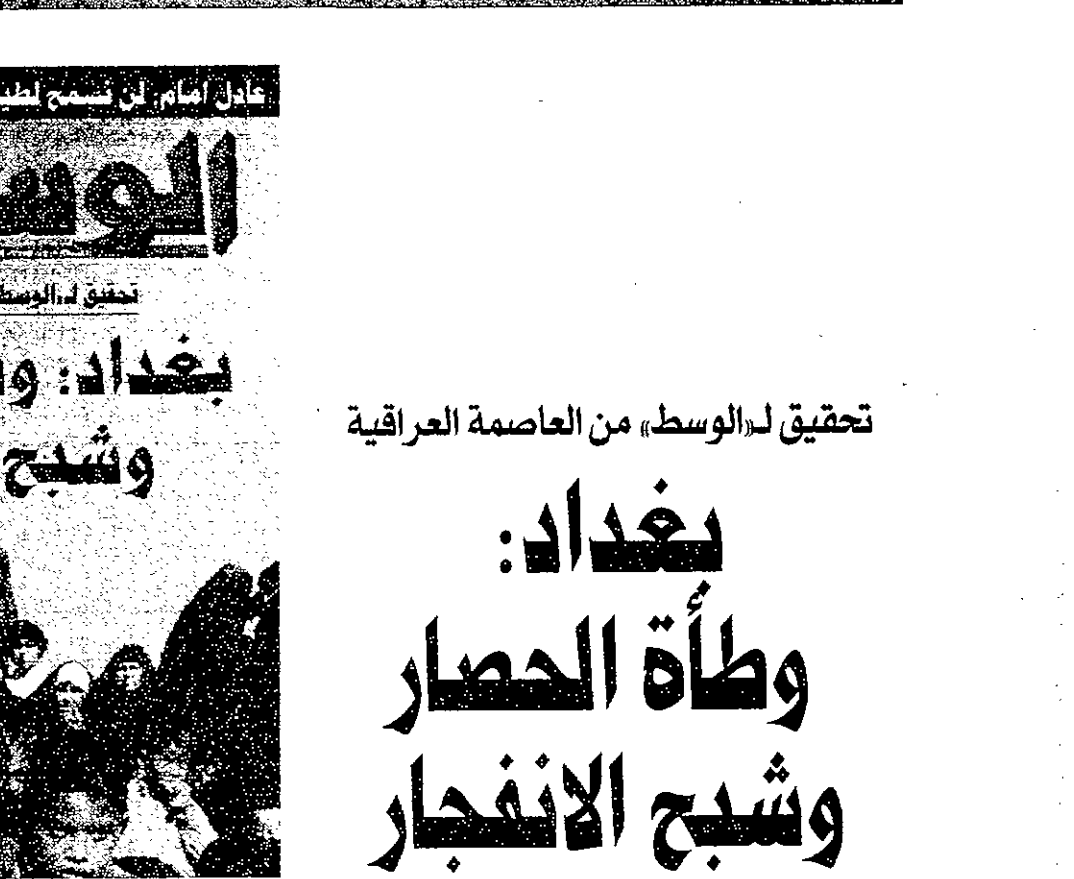 تحقيق لـ«الوسط» من العاصمة العراقية
بغداد:
وطأة الحصار
وشبح الانفجار
عادل امام: لن نسمح
الوس
تحقيق لـ«الوسط
بغداد: و
وشبح